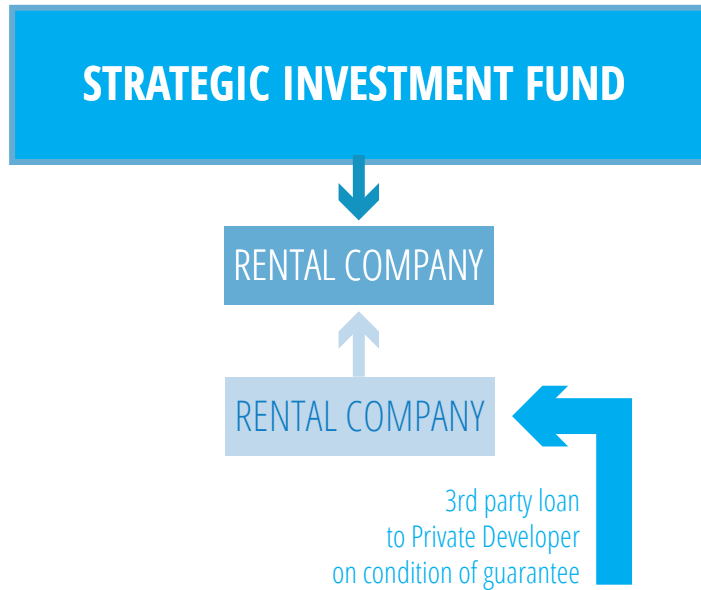 STRATEGIC INVESTMENT FUND
RENTAL COMPANY
RENTAL COMPANY
3rd party loan
to Private Developer
on condition of guarantee